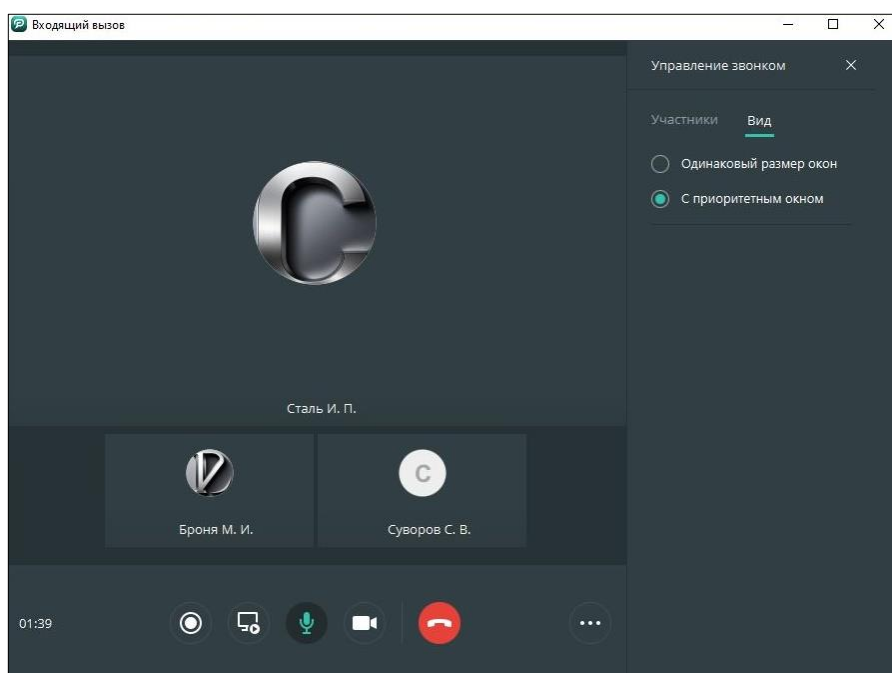 Входящий вызов
Управление звонком
Участники Вид
Одинаковый размер окон
С приоритетным окном
Сталь И. П.
С
Броня М. И.
Суворов С. В.
01:39